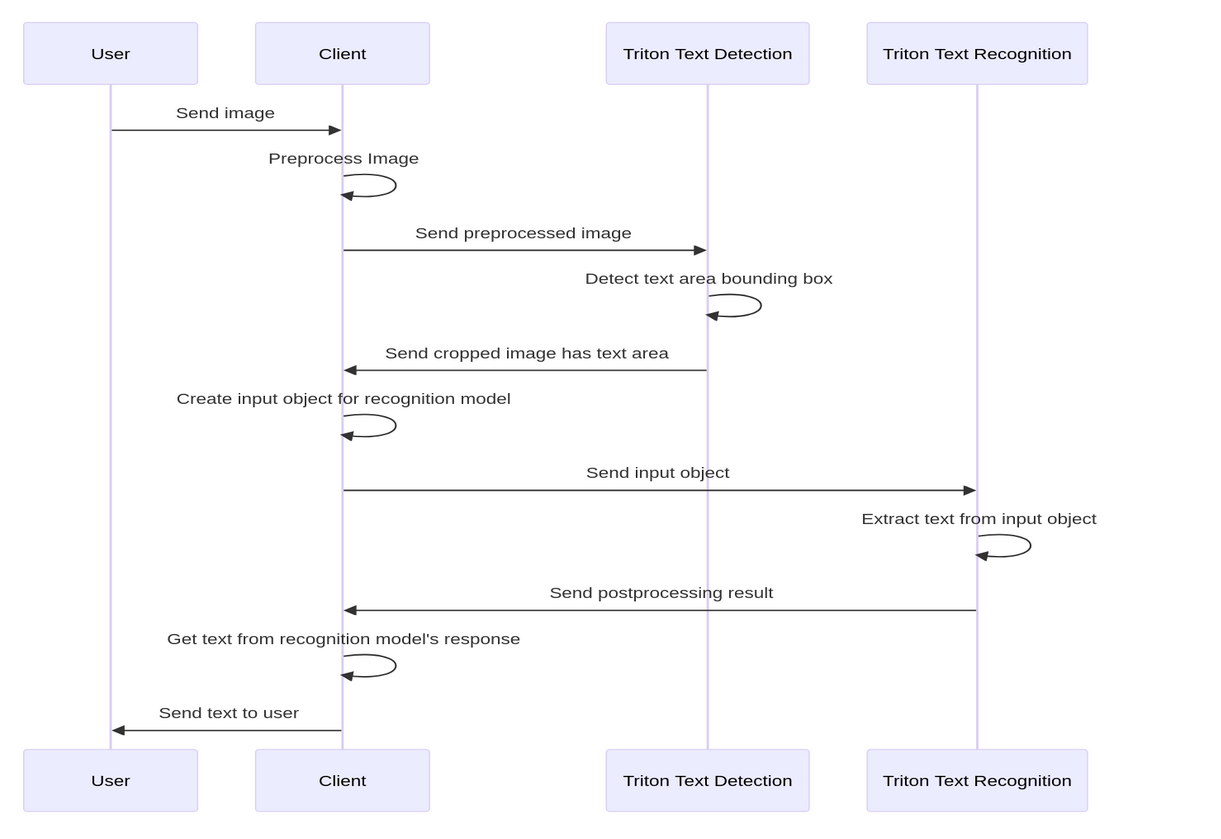 User
Client
Triton Text Detection
Triton Text Recognition
Send image
Preprocess Image
Send preprocessed image
Detect text area bounding box
Send cropped image has text area
Create input object for recognition model
Send input object
Extract text from input object
Send postprocessing result
Get text from recognition model's response
Send text to user
User
Client
Triton Text Detection
Triton Text Recognition